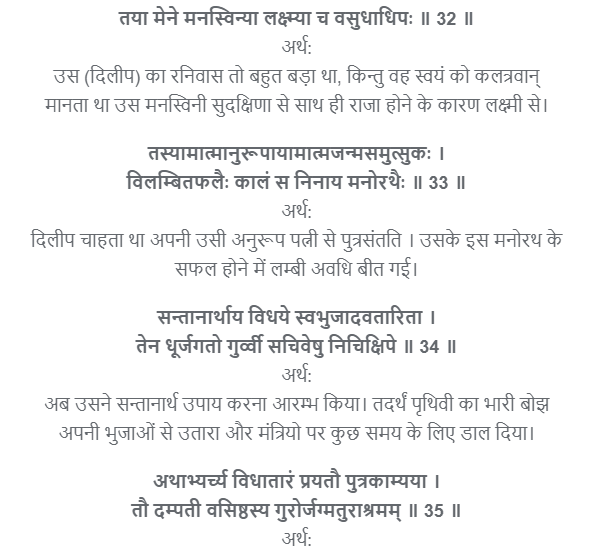 तया मेने मनस्विन्या लक्ष्म्या च वसुधाधिपः ॥ 32 ॥
अर्थ:
उस (दिलीप) का रनिवास तो बहुत बड़ा था, किन्तु वह स्वयं को कलत्रवान्
मानता था उस मनस्विनी सुदक्षिणा से साथ ही राजा होने के कारण लक्ष्मी से।
तस्यामात्मानुरूपायामात्मजन्मसमुत्सुकः ।
विलम्बितफलैः कालं स निनाय मनोरथैः ॥ 33 ॥
अर्थ:
दिलीप चाहता था अपनी उसी अनुरूप पत्नी से पुत्रसंतति । उसके इस मनोरथ के
सफल होने में लम्बी अवधि बीत गई।
सन्तानार्थाय विधये स्वभुजादवतारिता ।
तेन धूर्जगतो गुर्व्वी सचिवेषु निचिक्षिपे ॥ 34 ॥
अर्थ:
अब उसने सन्तानार्थ उपाय करना आरम्भ किया। तदर्थं पृथिवी का भारी बोझ
अपनी भुजाओं से उतारा और मंत्रियो पर कुछ समय के लिए डाल दिया।
अथाभ्यर्च्य विधातारं प्रयतौ पुत्रकाम्यया ।
तौ दम्पती वसिष्ठस्य गुरोर्जग्मतुराश्रमम् ॥ 35 ॥
अर्थ: